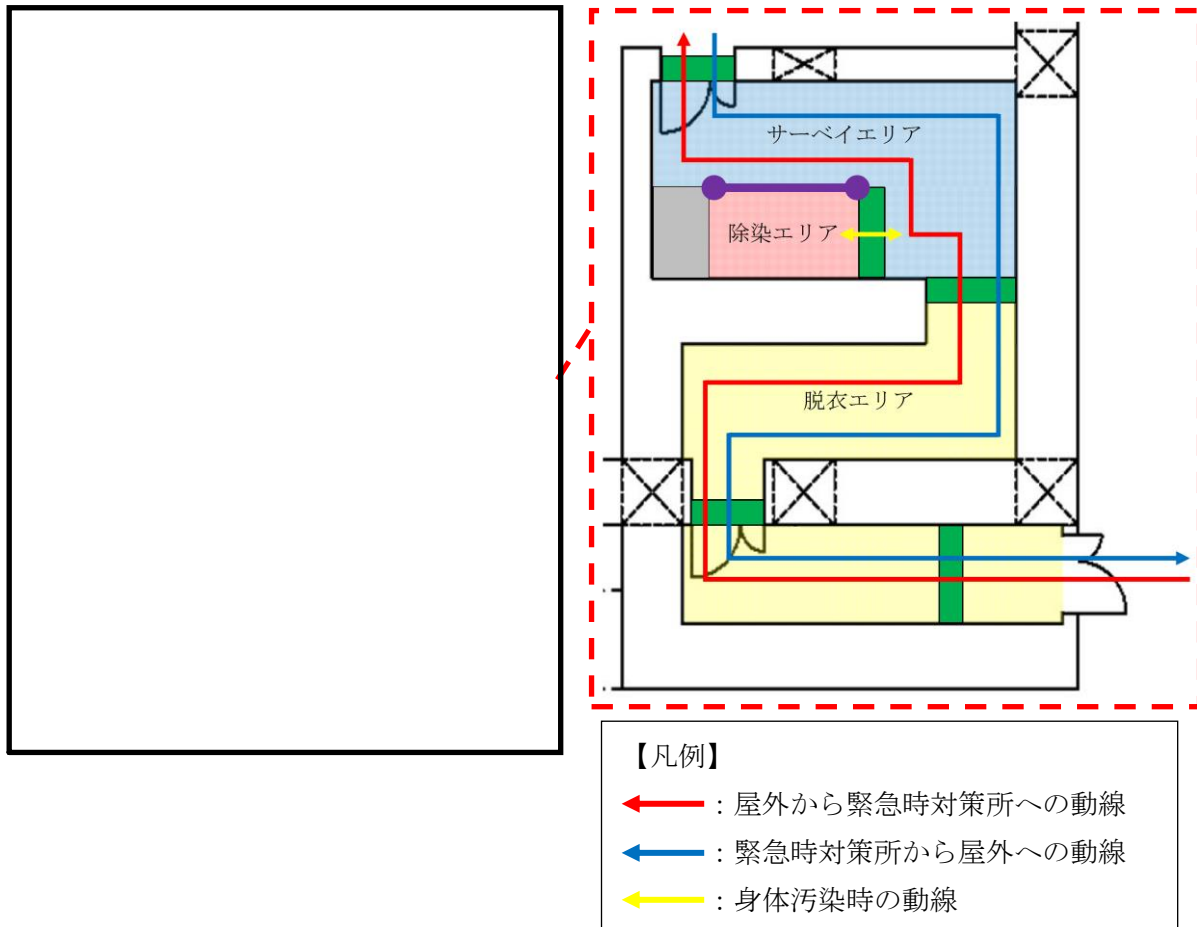 サーベイエリア
除染エリア
脱衣エリア
【凡例】
：屋外から緊急時対策所への動線
：緊急時対策所から屋外への動線
：身体汚染時の動線